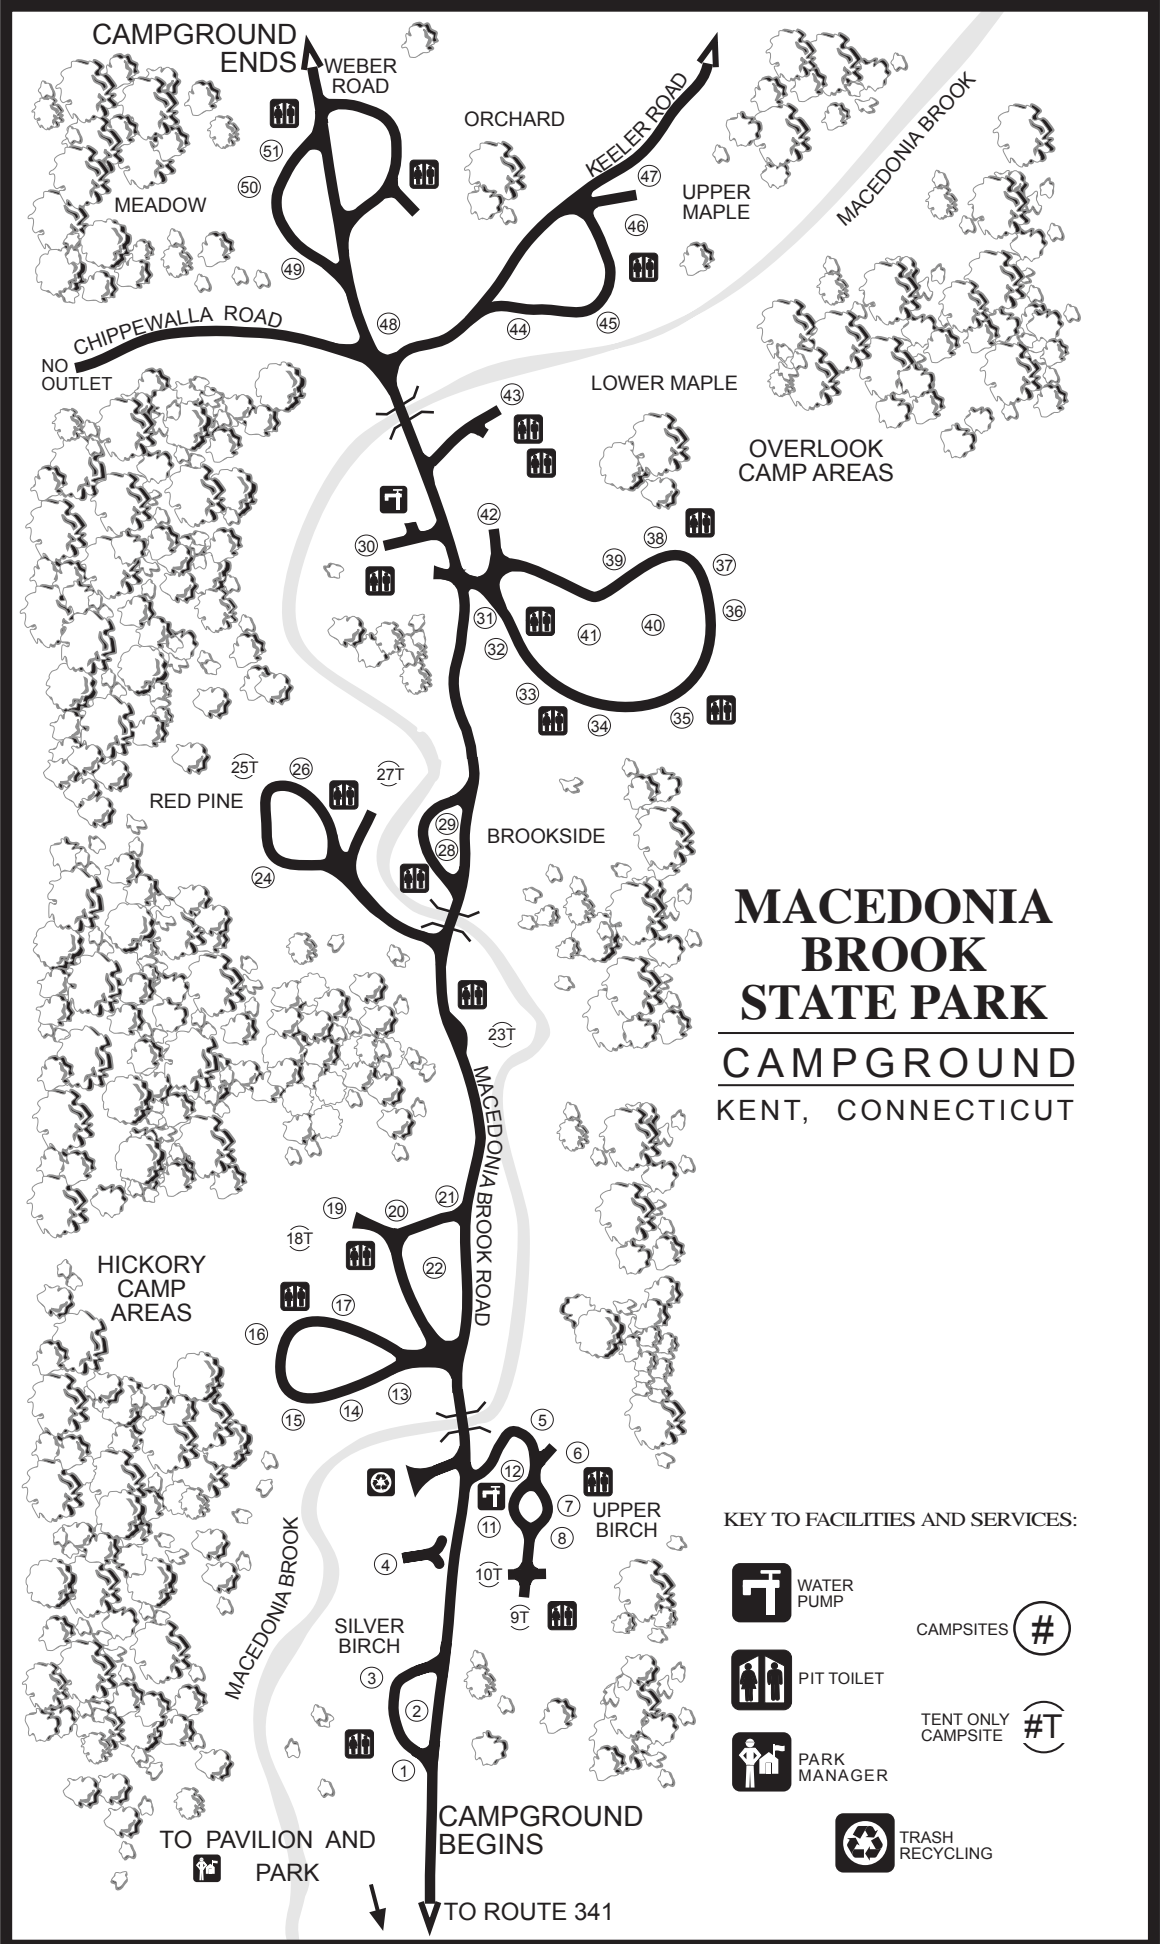 CAMPGROUND
ENDS
WEBER
ROAD
ORCHARD
KEELER ROAD
MACEDONIA BROOK
51
50
MEADOW
47
UPPER
MAPLE
46
49
CHIPPEWALLA ROAD
48
44
45
NO
OUTLET
LOWER MAPLE
43
OVERLOOK
CAMP AREAS
42
30
38
39
37
31
41
40
36
32
33
34
35
25T
26
27T
RED PINE
29
28
BROOKSIDE
24
MACEDONIA
BROOK
STATE PARK
CAMPGROUND
KENT, CONNECTICUT
23T
MACEDONIA BROOK ROAD
19
20
21
18T
22
HICKORY
CAMP
AREAS
17
16
13
14
15
5
6
12
7
11
8
UPPER
BIRCH
4
10T
9T
MACEDONIA BROOK
SILVER
BIRCH
3
2
1
KEY TO FACILITIES AND SERVICES:
WATER
PUMP
CAMPSITES #
PIT TOILET
TENT ONLY
CAMPSITE
#T
PARK
MANAGER
TRASH
RECYCLING
CAMPGROUND
BEGINS
TO PAVILION AND
PARK
TO ROUTE 341